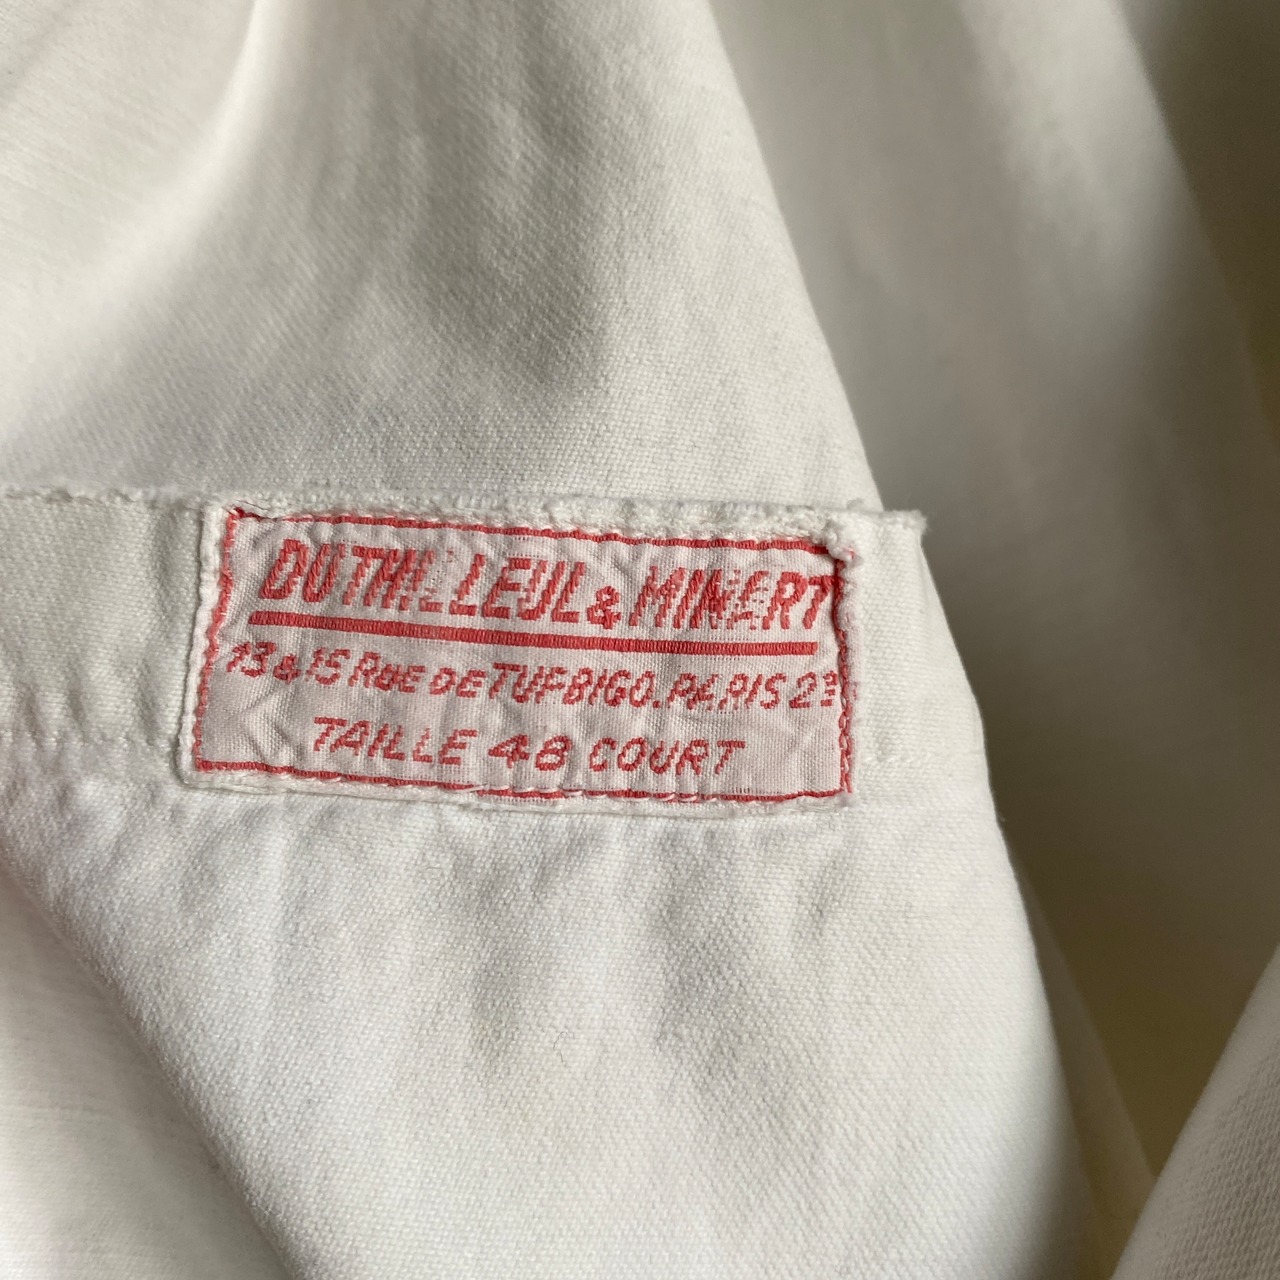 DUTHILLEUL & MINART
13 & 15 RUE DE TURBIGO. PARIS 2e
TAILLE 48 COURT